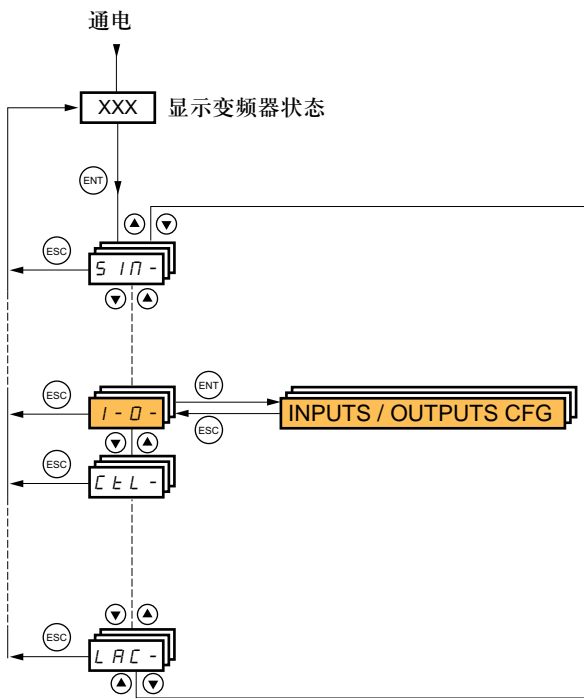 通电
XXX 显示变频器状态
ENT
ESC
SIM-
ENT
ESC
I-O-
INPUTS / OUTPUTS CFG
ESC
ESC
CtL-
ESC
LAC-